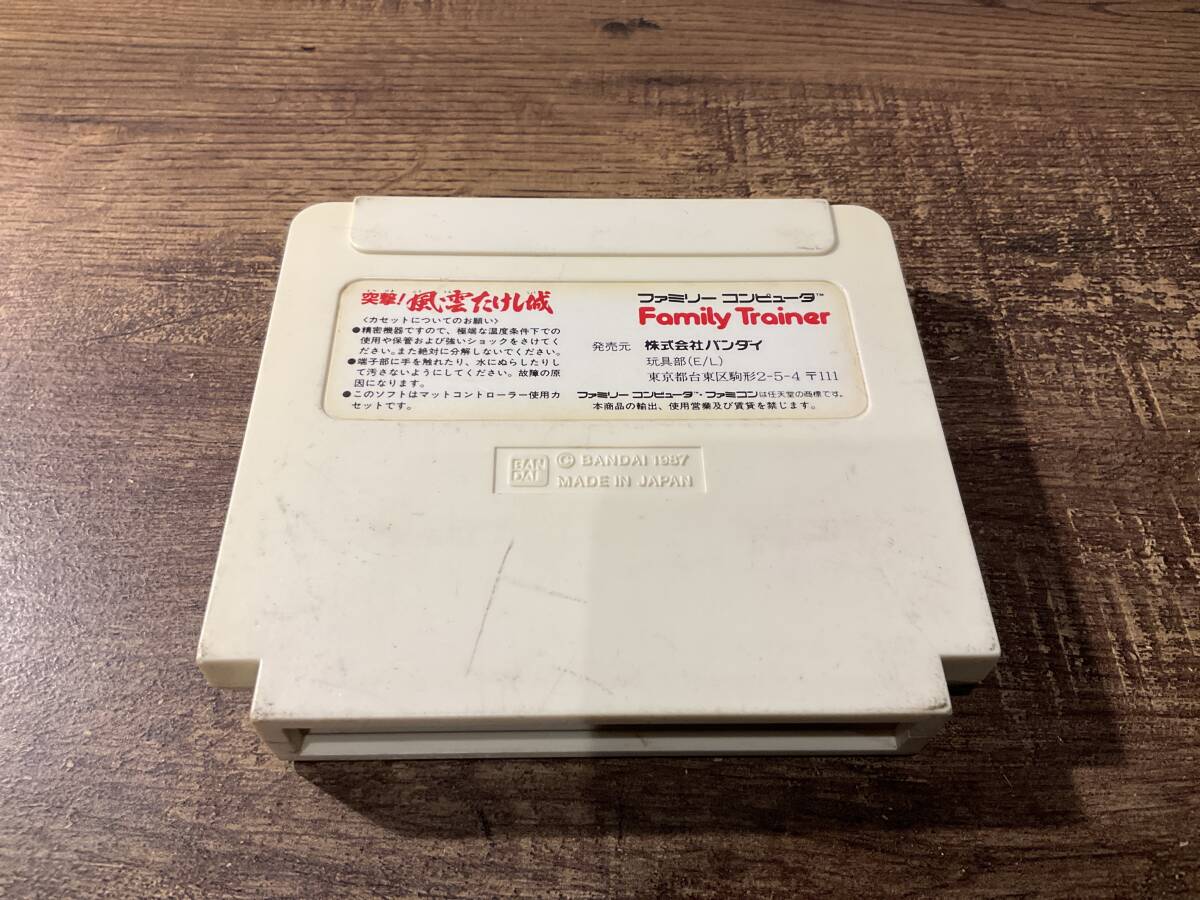 突撃!風雲たけし城
〈カセットについてのお願い〉
●精密機器ですので、極端な温度条件下での
使用や保管および強いショックをさけてく
ださい。また絶対に分解しないでください。
●端子部に手を触れたり、水にぬらしたりし
て汚さないようにしてください。故障の原
因になります。
●このソフトはマットコントローラー使用カ
セットです。
ファミリー コンピュータ™
Family Trainer
発売元 株式会社バンダイ
玩具部(E/L)
東京都台東区駒形2-5-4 〒111
ファミリー コンピュータ・ファミコンは任天堂の商標です。
本商品の輸出、使用営業及び賃貸を禁じます。
BAN
DAI
© BANDAI 1987
MADE IN JAPAN